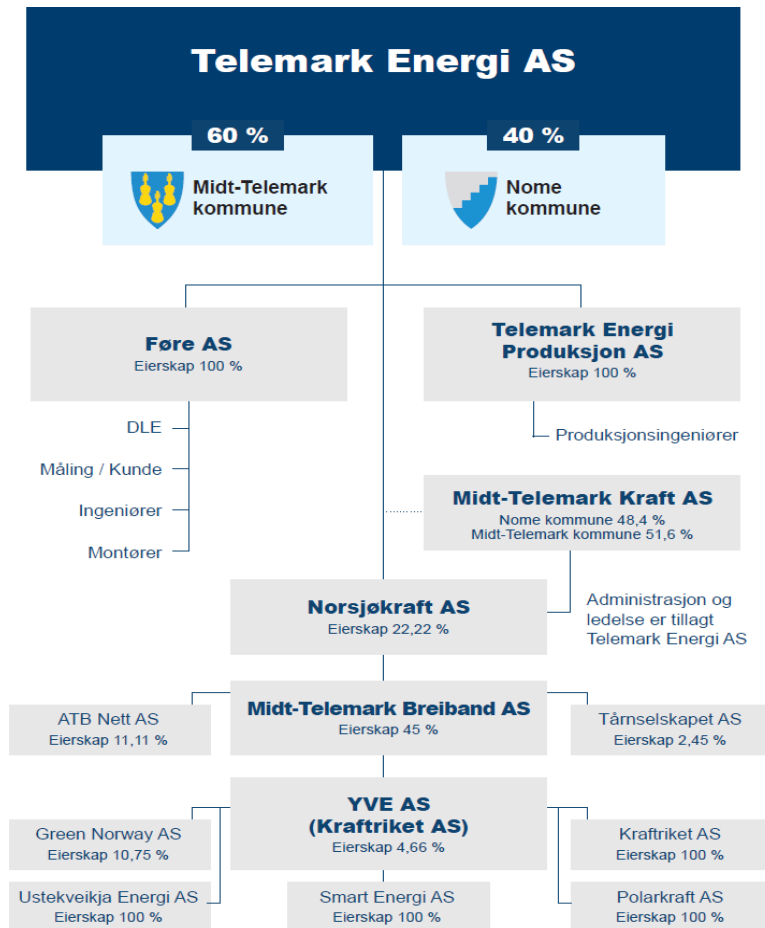 Telemark Energi AS
60 %
Midt-Telemark
kommune
40 %
Nome
kommune
Føre AS
Eierskap 100 %
DLE
Måling / Kunde
Ingeniører
Montører
Telemark Energi
Produksjon AS
Eierskap 100 %
Produksjonsingeniører
Midt-Telemark Kraft AS
Nome kommune 48,4 %
Midt-Telemark kommune 51,6 %
Administrasjon og
ledelse er tillagt
Telemark Energi AS
Norsjøkraft AS
Eierskap 22,22 %
Midt-Telemark Breiband AS
Eierskap 45 %
ATB Nett AS
Eierskap 11,11 %
Tårnselskapet AS
Eierskap 2,45 %
YVE AS
(Kraftriket AS)
Eierskap 4,66 %
Green Norway AS
Eierskap 10,75 %
Kraftriket AS
Eierskap 100 %
Ustekveikja Energi AS
Eierskap 100 %
Smart Energi AS
Eierskap 100 %
Polarkraft AS
Eierskap 100 %